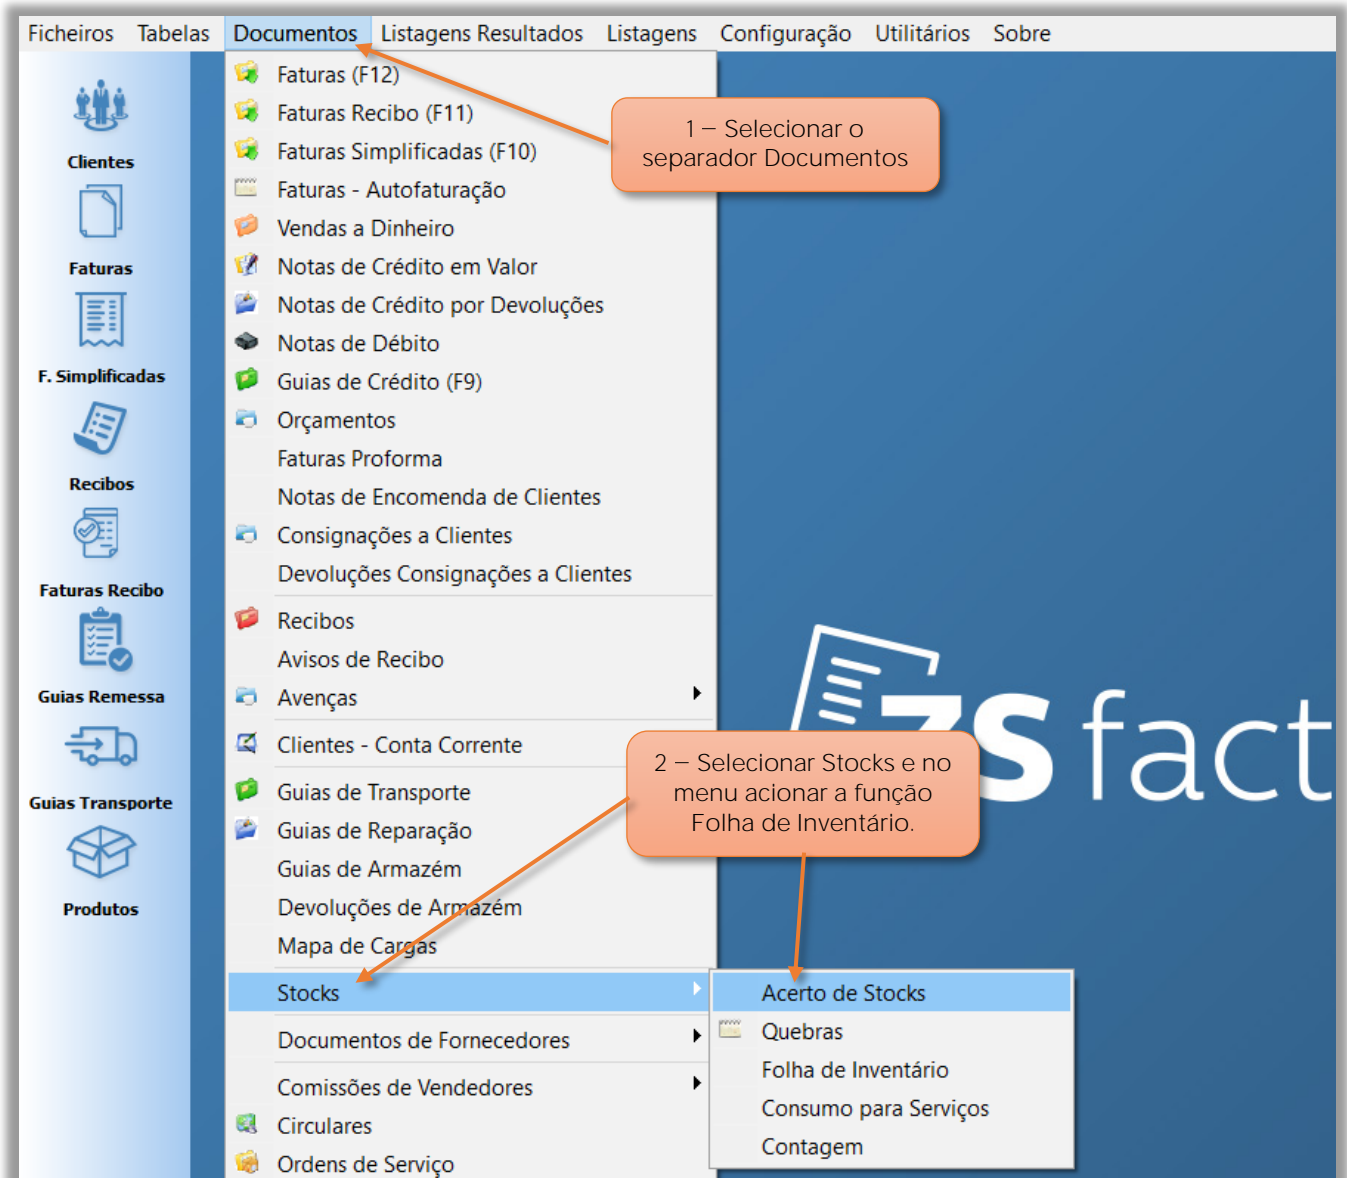 Ficheiros Tabelas Documentos Listagens Resultados Listagens Configuração Utilitários Sobre
Clientes
Faturas
F. Simplificadas
Recibos
Faturas Recibo
Guias Remessa
Guias Transporte
Produtos
Faturas (F12)
Faturas Recibo (F11)
Faturas Simplificadas (F10)
Faturas - Autofaturação
Vendas a Dinheiro
Notas de Crédito em Valor
Notas de Crédito por Devoluções
Notas de Débito
Guias de Crédito (F9)
Orçamentos
Faturas Proforma
Notas de Encomenda de Clientes
Consignações a Clientes
Devoluções Consignações a Clientes
Recibos
Avisos de Recibo
Avenças
Clientes - Conta Corrente
Guias de Transporte
Guias de Reparação
Guias de Armazém
Devoluções de Armazém
Mapa de Cargas
Stocks
Documentos de Fornecedores
Comissões de Vendedores
Circulares
Ordens de Serviço
Acerto de Stocks
Quebras
Folha de Inventário
Consumo para Serviços
Contagem
1 – Selecionar o
separador Documentos
2 – Selecionar Stocks e no
menu acionar a função
Folha de Inventário.
ZS fact